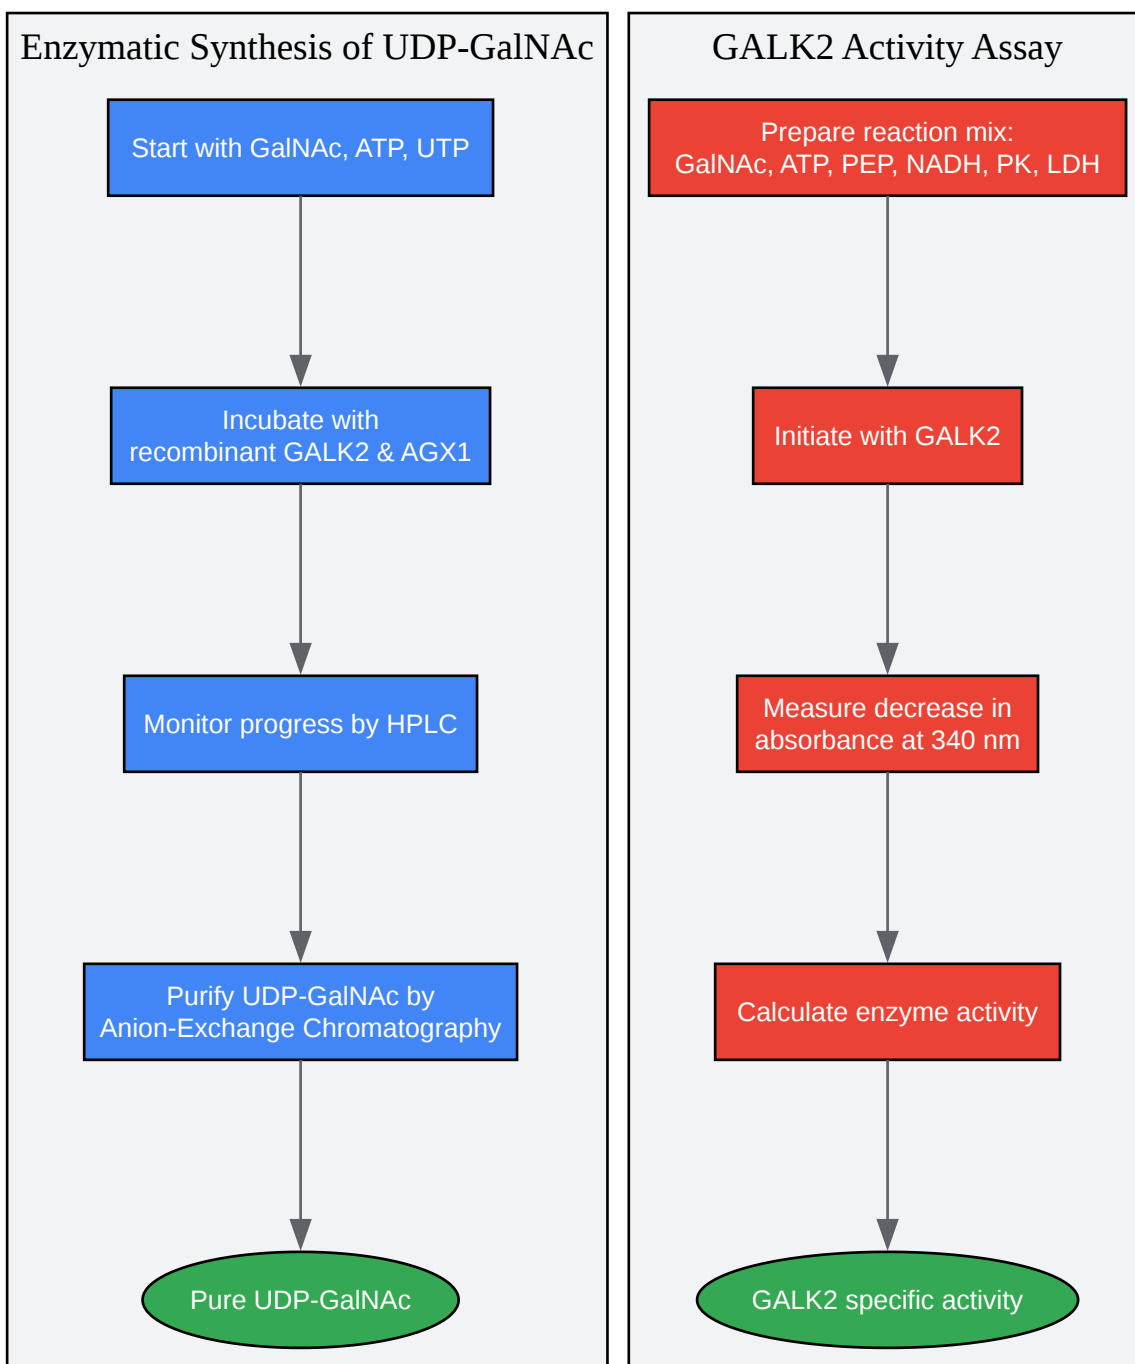 Enzymatic Synthesis of UDP-GalNAc
Start with GalNAc, ATP, UTP
Incubate with
recombinant GALK2 & AGX1
Monitor progress by HPLC
Purify UDP-GalNAc by
Anion-Exchange Chromatography
Pure UDP-GalNAc
GALK2 Activity Assay
Prepare reaction mix:
GalNAc, ATP, PEP, NADH, PK, LDH
Initiate with GALK2
Measure decrease in
absorbance at 340 nm
Calculate enzyme activity
GALK2 specific activity